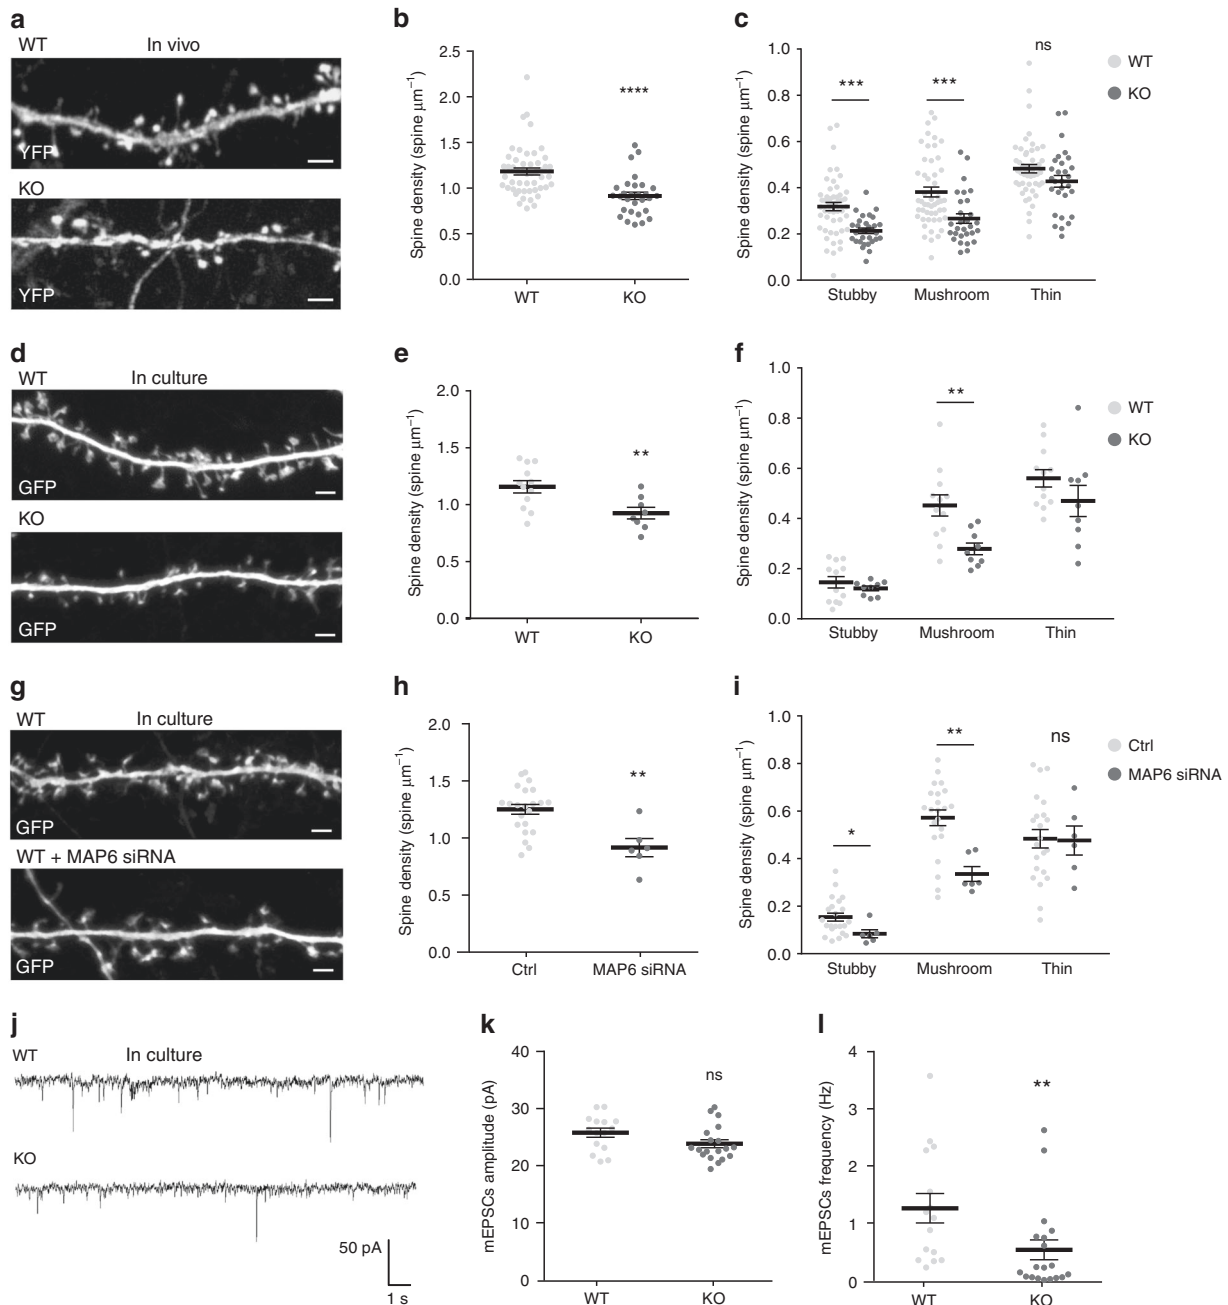 a
WT In vivo
YFP
KO
YFP
b
Spine density (spine μm⁻¹)
2.5
2.0
1.5
1.0
0.5
0.0
****
WT KO
c
Spine density (spine μm⁻¹)
1.0
0.8
0.6
0.4
0.2
0.0
*** *** ns
Stubby Mushroom Thin
WT
KO
d
WT In culture
GFP
KO
GFP
e
Spine density (spine μm⁻¹)
2.0
1.5
1.0
0.5
0.0
**
WT KO
f
Spine density (spine μm⁻¹)
1.0
0.8
0.6
0.4
0.2
0.0
**
Stubby Mushroom Thin
WT
KO
g
WT In culture
GFP
WT + MAP6 siRNA
GFP
h
Spine density (spine μm⁻¹)
2.0
1.5
1.0
0.5
0.0
**
Ctrl MAP6 siRNA
i
Spine density (spine μm⁻¹)
1.0
0.8
0.6
0.4
0.2
0.0
* ** ns
Stubby Mushroom Thin
Ctrl
MAP6 siRNA
j
WT In culture
KO
50 pA
1 s
k
mEPSCs amplitude (pA)
40
30
20
10
0
ns
WT KO
l
mEPSCs frequency (Hz)
4
3
2
1
0
**
WT KO